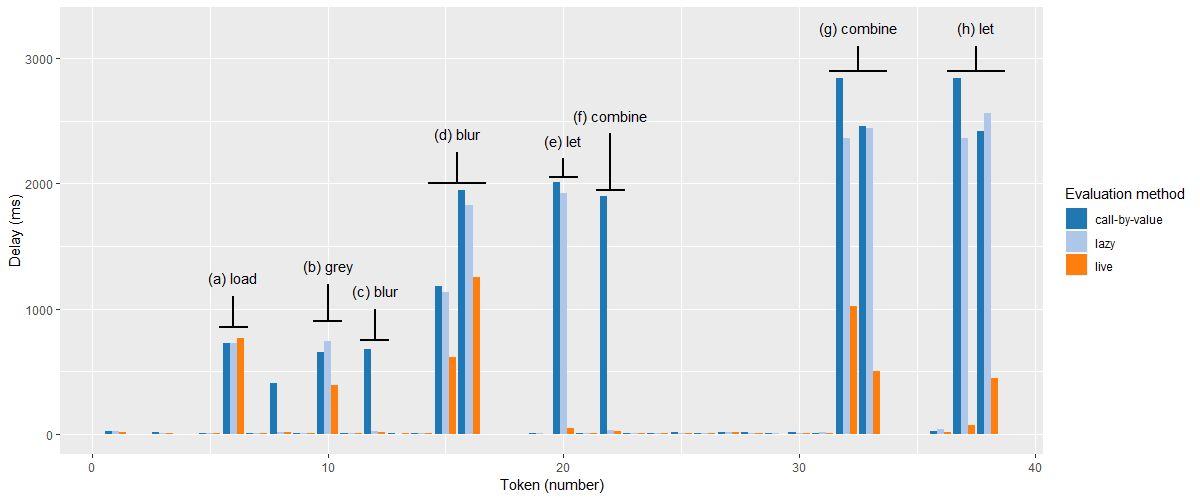 (g) combine
(h) let
3000
(f) combine
(d) blur
(e) let
Evaluation method
call-by-value
lazy
live
2000
Delay (ms)
(a) load
(b) grey
(c) blur
1000
0
0
10
20
30
40
Token (number)